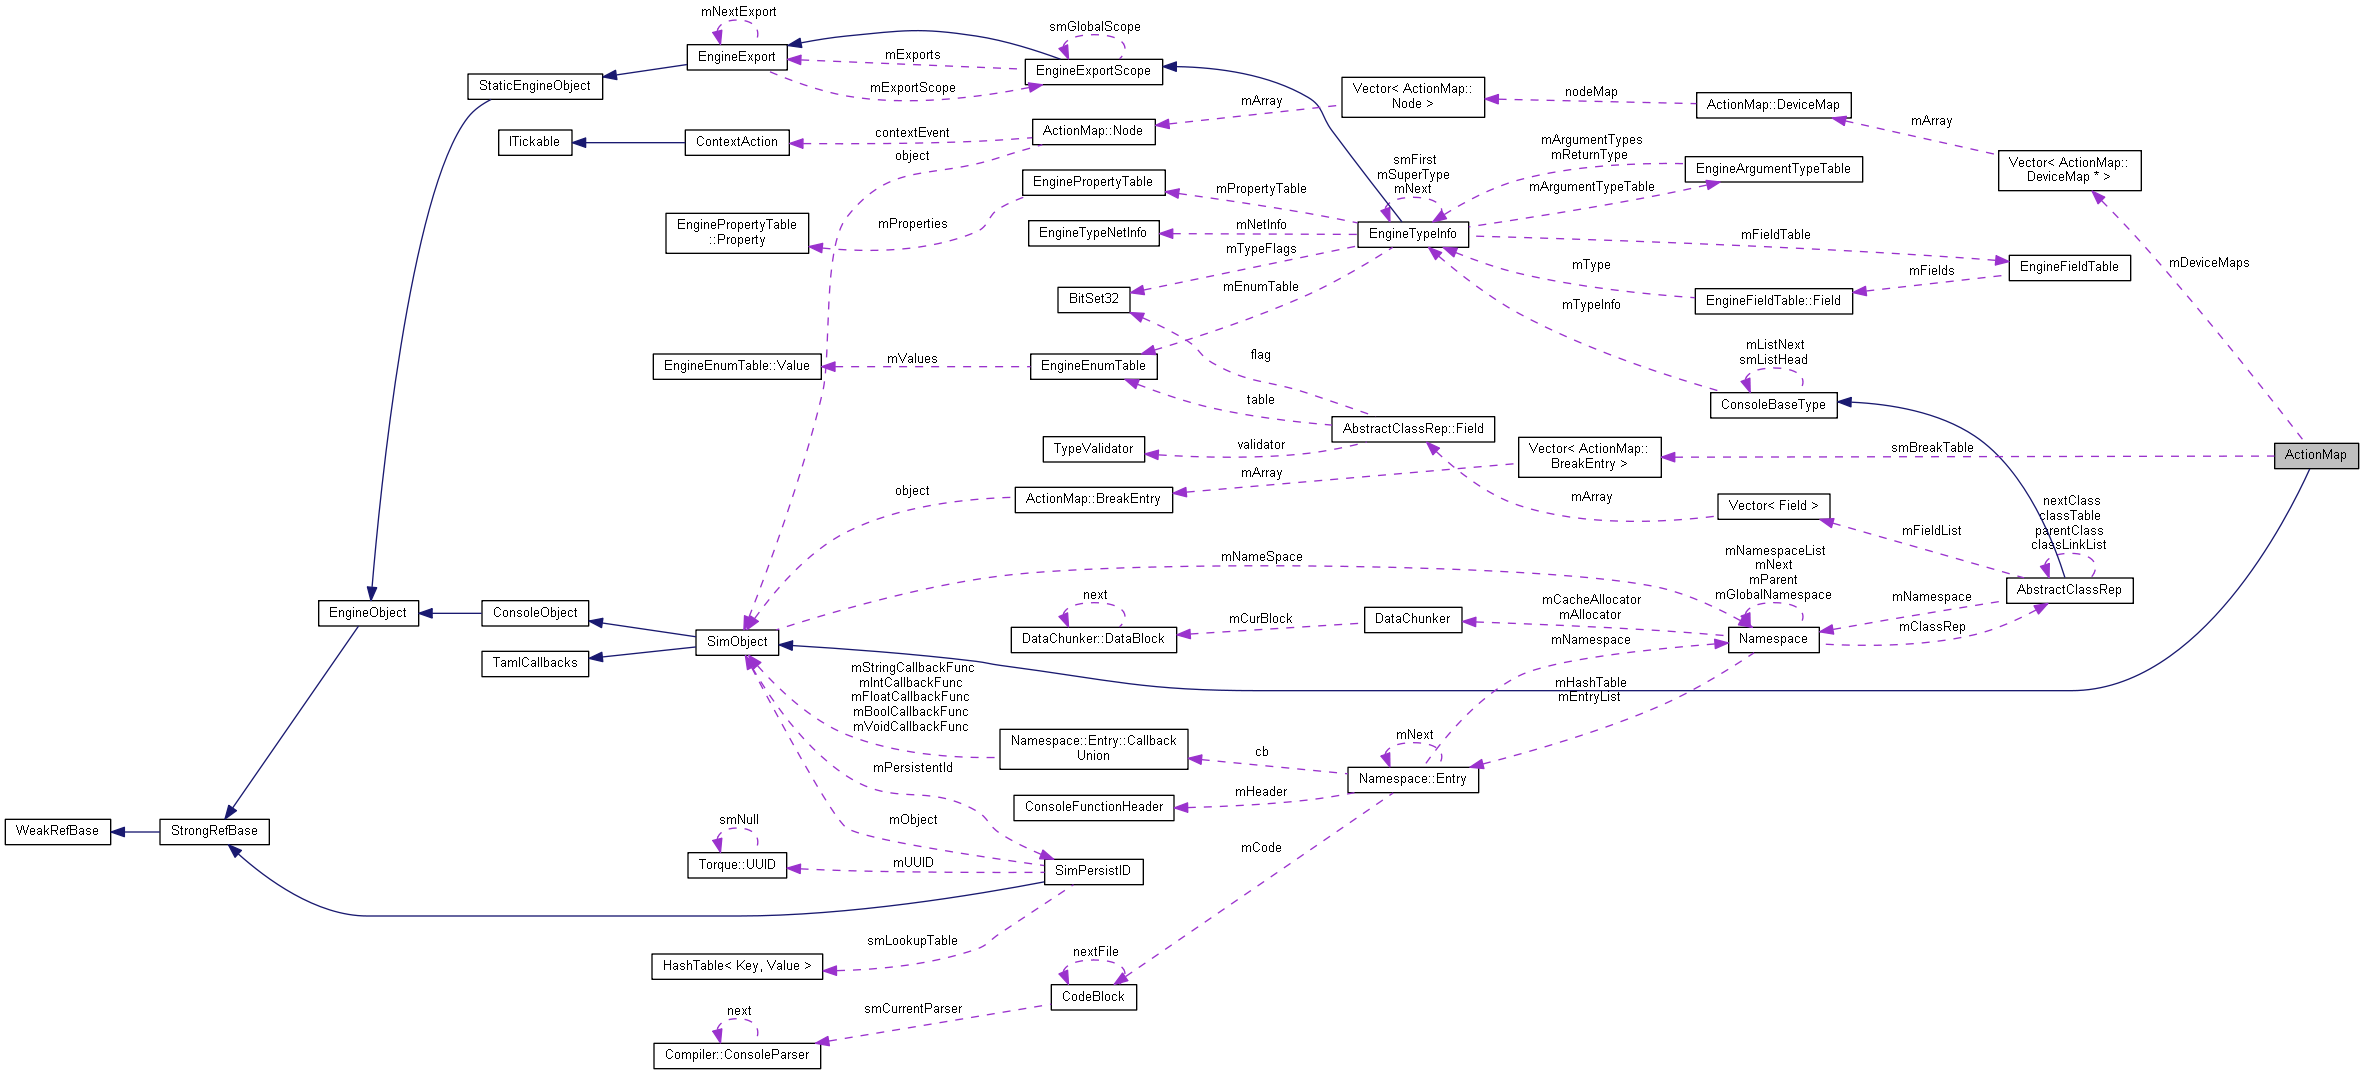 mNextExport
EngineExport
smGlobalScope
mExports
EngineExportScope
mExportScope
StaticEngineObject
Vector< ActionMap::
Node >
nodeMap
ActionMap::DeviceMap
mArray
mArray
ActionMap::Node
contextEvent
ITickable
ContextAction
object
mArgumentTypes
mReturnType
EngineArgumentTypeTable
Vector< ActionMap::
DeviceMap * >
smFirst
mSuperType
mNext
mArgumentTypeTable
EnginePropertyTable
mPropertyTable
EnginePropertyTable
::Property
mProperties
EngineTypeNetInfo
mNetInfo
EngineTypeInfo
mFieldTable
mTypeFlags
mType
mFields
EngineFieldTable
mDeviceMaps
mEnumTable
BitSet32
EngineFieldTable::Field
mTypeInfo
EngineEnumTable::Value
mValues
EngineEnumTable
flag
mListNext
smListHead
ConsoleBaseType
table
AbstractClassRep::Field
TypeValidator
validator
Vector< ActionMap::
BreakEntry >
smBreakTable
ActionMap
mArray
object
ActionMap::BreakEntry
mArray
Vector< Field >
nextClass
classTable
parentClass
classLinkList
mFieldList
mNameSpace
mNamespaceList
mNext
mParent
mGlobalNamespace
AbstractClassRep
mNamespace
mClassRep
next
mCacheAllocator
mAllocator
EngineObject
ConsoleObject
mCurBlock
DataChunker
DataChunker::DataBlock
SimObject
mNamespace
Namespace
TamlCallbacks
mStringCallbackFunc
mIntCallbackFunc
mFloatCallbackFunc
mBoolCallbackFunc
mVoidCallbackFunc
mHashTable
mEntryList
Namespace::Entry::Callback
Union
cb
mNext
Namespace::Entry
mPersistentId
ConsoleFunctionHeader
mHeader
WeakRefBase
StrongRefBase
smNull
mObject
mCode
Torque::UUID
mUUID
SimPersistID
smLookupTable
HashTable< Key, Value >
nextFile
CodeBlock
smCurrentParser
next
Compiler::ConsoleParser